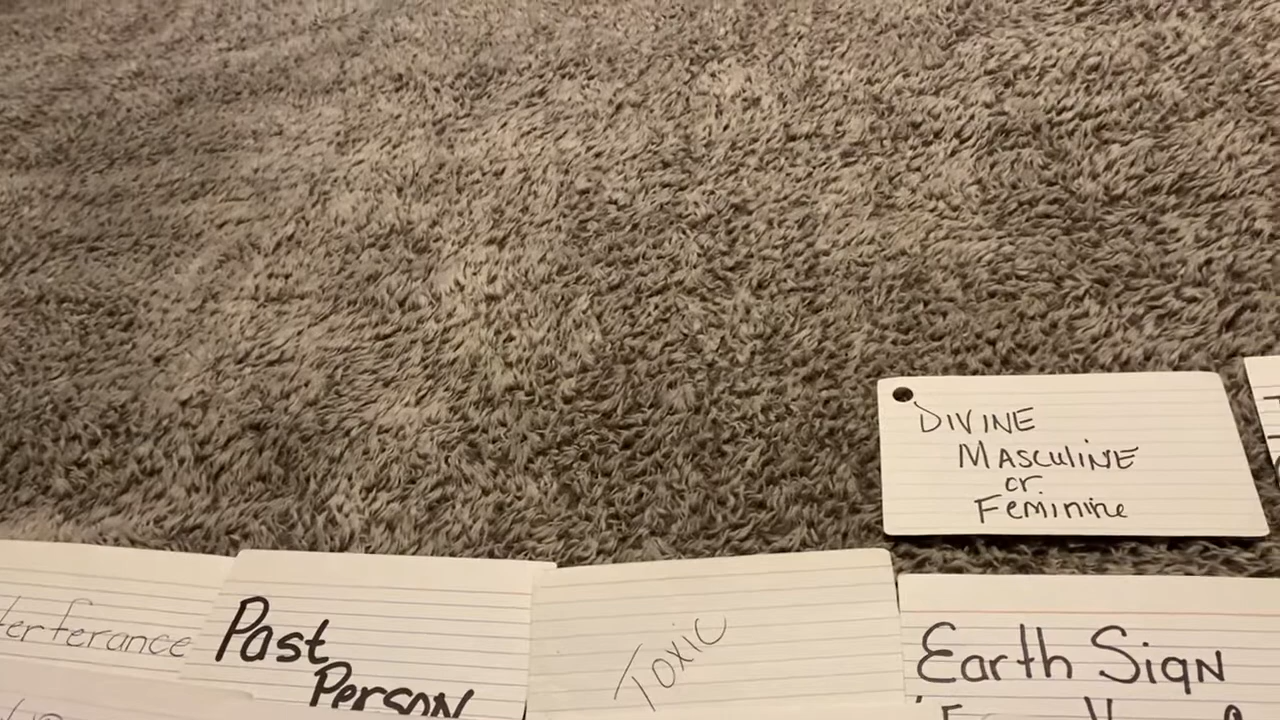 DIVINE
MASCULINE
or
Feminine
terferance
Past
Person
Toxic
Earth Sign